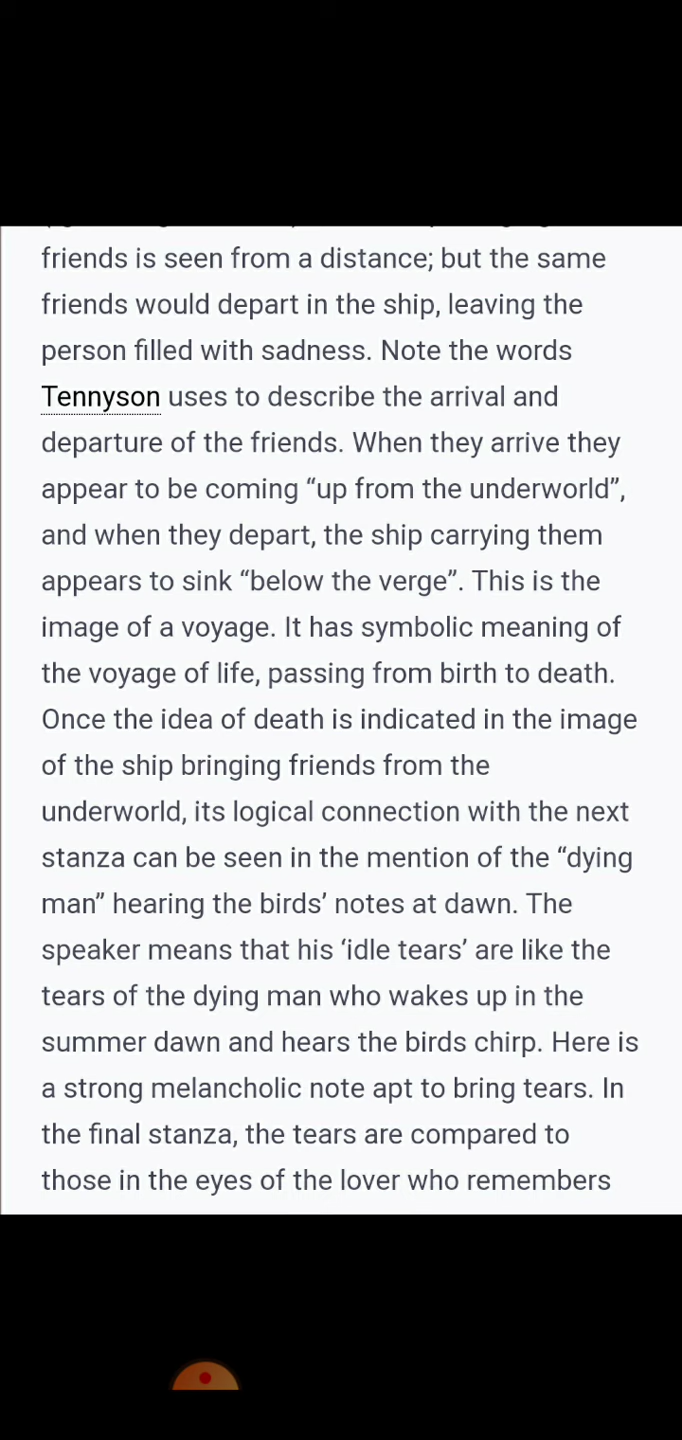 friends is seen from a distance; but the same
friends would depart in the ship, leaving the
person filled with sadness. Note the words
Tennyson uses to describe the arrival and
departure of the friends. When they arrive they
appear to be coming “up from the underworld”,
and when they depart, the ship carrying them
appears to sink “below the verge”. This is the
image of a voyage. It has symbolic meaning of
the voyage of life, passing from birth to death.
Once the idea of death is indicated in the image
of the ship bringing friends from the
underworld, its logical connection with the next
stanza can be seen in the mention of the “dying
man” hearing the birds’ notes at dawn. The
speaker means that his ‘idle tears’ are like the
tears of the dying man who wakes up in the
summer dawn and hears the birds chirp. Here is
a strong melancholic note apt to bring tears. In
the final stanza, the tears are compared to
those in the eyes of the lover who remembers